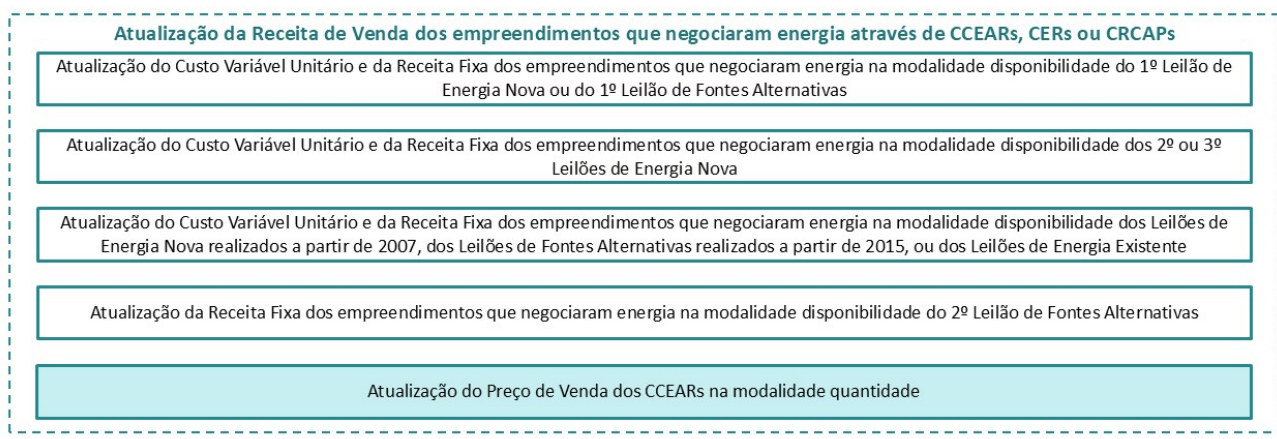 Atualização da Receita de Venda dos empreendimentos que negociaram energia através de CCEARs, CERs ou CRCAPs
Atualização do Custo Variável Unitário e da Receita Fixa dos empreendimentos que negociaram energia na modalidade disponibilidade do 1º Leilão de
Energia Nova ou do 1º Leilão de Fontes Alternativas
Atualização do Custo Variável Unitário e da Receita Fixa dos empreendimentos que negociaram energia na modalidade disponibilidade dos 2º ou 3º
Leilões de Energia Nova
Atualização do Custo Variável Unitário e da Receita Fixa dos empreendimentos que negociaram energia na modalidade disponibilidade dos Leilões de
Energia Nova realizados a partir de 2007, dos Leilões de Fontes Alternativas realizados a partir de 2015, ou dos Leilões de Energia Existente
Atualização da Receita Fixa dos empreendimentos que negociaram energia na modalidade disponibilidade do 2º Leilão de Fontes Alternativas
Atualização do Preço de Venda dos CCEARs na modalidade quantidade